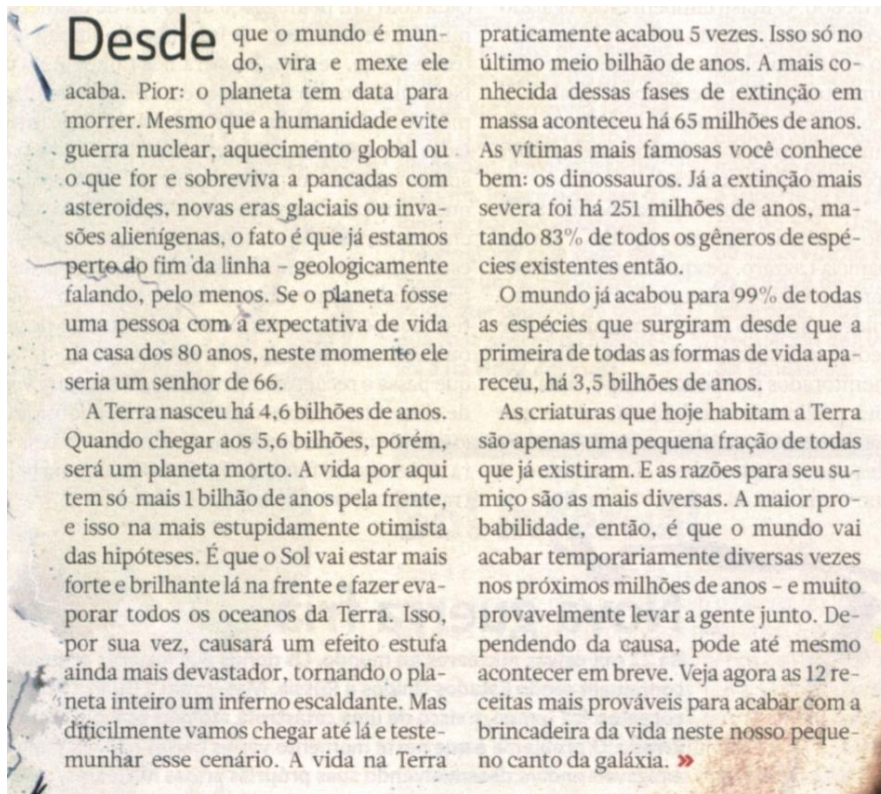 Desde que o mundo é mun-
do, vira e mexe ele
acaba. Pior: o planeta tem data para
morrer. Mesmo que a humanidade evite
guerra nuclear, aquecimento global ou
o que for e sobreviva a pancadas com
asteroides, novas eras glaciais ou inva-
sões alienígenas, o fato é que já estamos
perto do fim da linha – geologicamente
falando, pelo menos. Se o planeta fosse
uma pessoa com a expectativa de vida
na casa dos 80 anos, neste momento ele
seria um senhor de 66.
A Terra nasceu há 4,6 bilhões de anos.
Quando chegar aos 5,6 bilhões, porém,
será um planeta morto. A vida por aqui
tem só mais 1 bilhão de anos pela frente,
e isso na mais estupidamente otimista
das hipóteses. É que o Sol vai estar mais
forte e brilhante lá na frente e fazer eva-
porar todos os oceanos da Terra. Isso,
por sua vez, causará um efeito estufa
ainda mais devastador, tornando o pla-
neta inteiro um inferno escaldante. Mas
dificilmente vamos chegar até lá e teste-
munhar esse cenário. A vida na Terra
praticamente acabou 5 vezes. Isso só no
último meio bilhão de anos. A mais co-
nhecida dessas fases de extinção em
massa aconteceu há 65 milhões de anos.
As vítimas mais famosas você conhece
bem: os dinossauros. Já a extinção mais
severa foi há 251 milhões de anos, ma-
tando 83% de todos os gêneros de espé-
cies existentes então.
O mundo já acabou para 99% de todas
as espécies que surgiram desde que a
primeira de todas as formas de vida apa-
receu, há 3,5 bilhões de anos.
As criaturas que hoje habitam a Terra
são apenas uma pequena fração de todas
que já existiram. E as razões para seu su-
miço são as mais diversas. A maior pro-
babilidade, então, é que o mundo vai
acabar temporariamente diversas vezes
nos próximos milhões de anos – e muito
provavelmente levar a gente junto. De-
pendendo da causa, pode até mesmo
acontecer em breve. Veja agora as 12 re-
ceitas mais prováveis para acabar com a
brincadeira da vida neste nosso peque-
no canto da galáxia. »